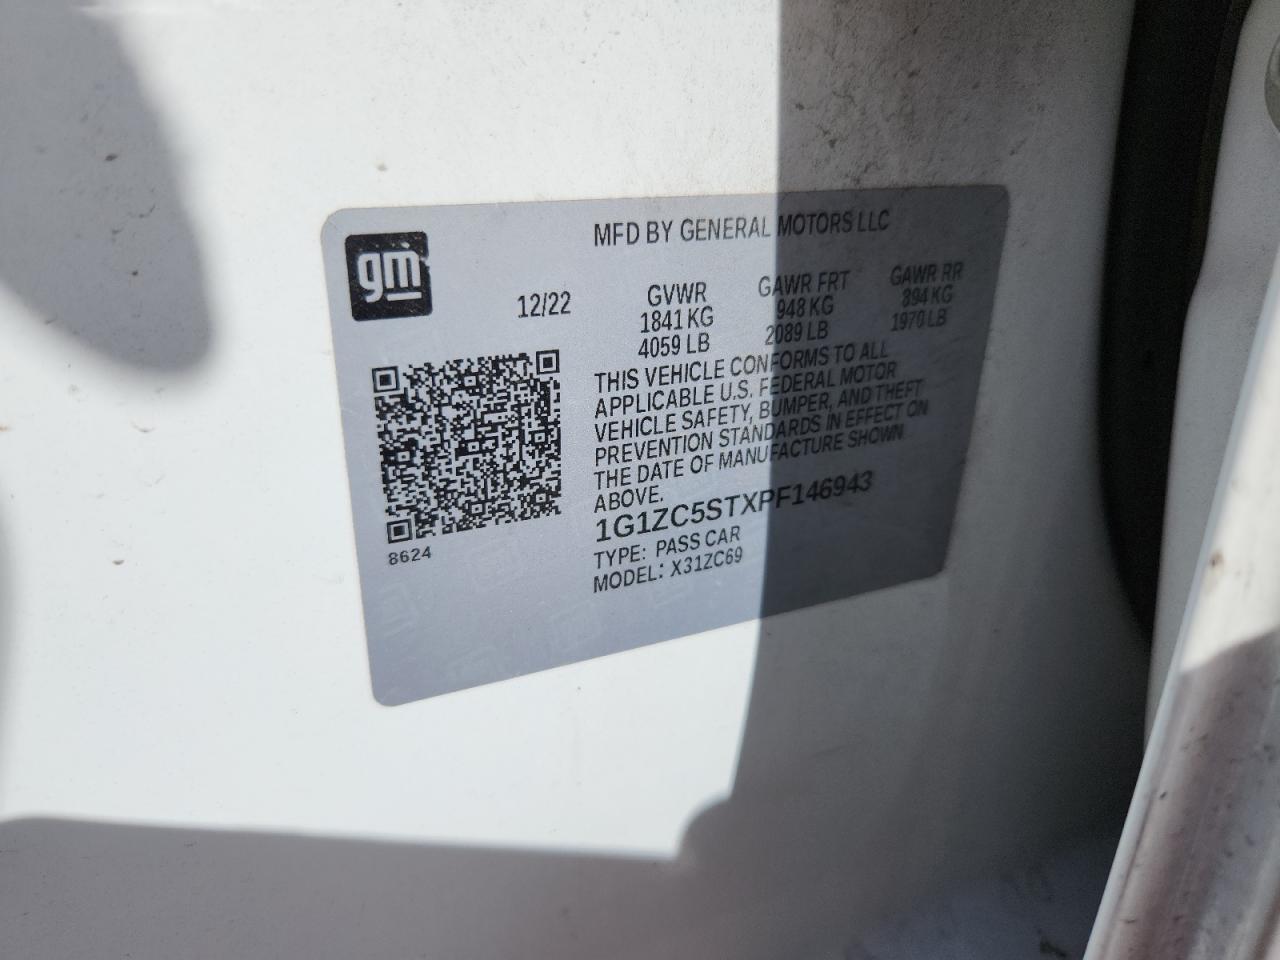 gm
MFD BY GENERAL MOTORS LLC
12/22
GVWR GAWR FRT GAWR RR
1841 KG 948 KG 894 KG
4059 LB 2089 LB 1970 LB
THIS VEHICLE CONFORMS TO ALL
APPLICABLE U.S. FEDERAL MOTOR
VEHICLE SAFETY, BUMPER, AND THEFT
PREVENTION STANDARDS IN EFFECT ON
THE DATE OF MANUFACTURE SHOWN
ABOVE.
1G1ZC5STXPF146943
TYPE: PASS CAR
MODEL: X31ZC69
8624